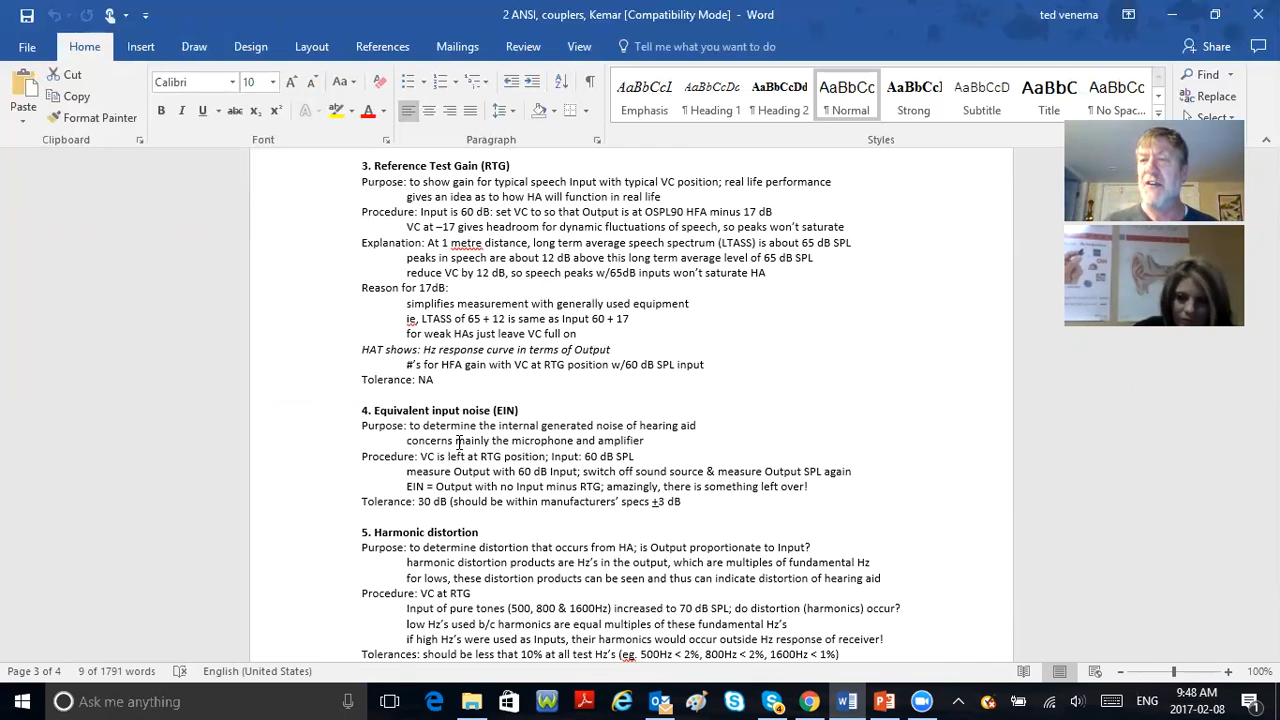 2 ANSI, couplers, Kemar [Compatibility Mode] - Word
ted venema
File Home Insert Draw Design Layout References Mailings Review View Tell me what you want to do Share
Paste
Cut
Copy
Format Painter
Clipboard
Calibri 10
Aa
B I U abc x₂ x²
Font
Paragraph
AaBbCcI AaBbCcDc AaBbCcDd AaBbCc AaBbCcI AaBbCcD AaBbC AaBbCc
Emphasis ¶ Heading 1 ¶ Heading 2 ¶ Normal Strong Subtitle Title ¶ No Spac...
Styles
Find
Replace
Select
3. Reference Test Gain (RTG)
Purpose: to show gain for typical speech Input with typical VC position; real life performance
gives an idea as to how HA will function in real life
Procedure: Input is 60 dB: set VC to so that Output is at OSPL90 HFA minus 17 dB
VC at –17 gives headroom for dynamic fluctuations of speech, so peaks won't saturate
Explanation: At 1 metre distance, long term average speech spectrum (LTASS) is about 65 dB SPL
peaks in speech are about 12 dB above this long term average level of 65 dB SPL
reduce VC by 12 dB, so speech peaks w/65dB inputs won't saturate HA
Reason for 17dB:
simplifies measurement with generally used equipment
ie, LTASS of 65 + 12 is same as Input 60 + 17
for weak HAs just leave VC full on
HAT shows: Hz response curve in terms of Output
#'s for HFA gain with VC at RTG position w/60 dB SPL input
Tolerance: NA
4. Equivalent input noise (EIN)
Purpose: to determine the internal generated noise of hearing aid
concerns mainly the microphone and amplifier
Procedure: VC is left at RTG position; Input: 60 dB SPL
measure Output with 60 dB Input; switch off sound source & measure Output SPL again
EIN = Output with no Input minus RTG; amazingly, there is something left over!
Tolerance: 30 dB (should be within manufacturers' specs +3 dB
5. Harmonic distortion
Purpose: to determine distortion that occurs from HA; is Output proportionate to Input?
harmonic distortion products are Hz's in the output, which are multiples of fundamental Hz
for lows, these distortion products can be seen and thus can indicate distortion of hearing aid
Procedure: VC at RTG
Input of pure tones (500, 800 & 1600Hz) increased to 70 dB SPL; do distortion (harmonics) occur?
low Hz's used b/c harmonics are equal multiples of these fundamental Hz's
if high Hz's were used as Inputs, their harmonics would occur outside Hz response of receiver!
Tolerances: should be less that 10% at all test Hz's (eg. 500Hz < 2%, 800Hz < 2%, 1600Hz < 1%)
Page 3 of 4 9 of 1791 words English (United States) 100%
Ask me anything
ENG
9:48 AM
2017-02-08